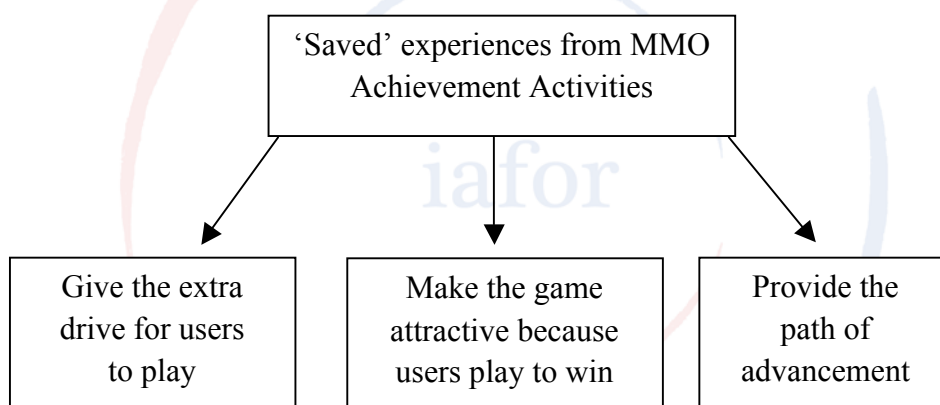 ‘Saved’ experiences from MMO
Achievement Activities
iafor
Give the extra
drive for users
to play
Make the game
attractive because
users play to win
Provide the
path of
advancement